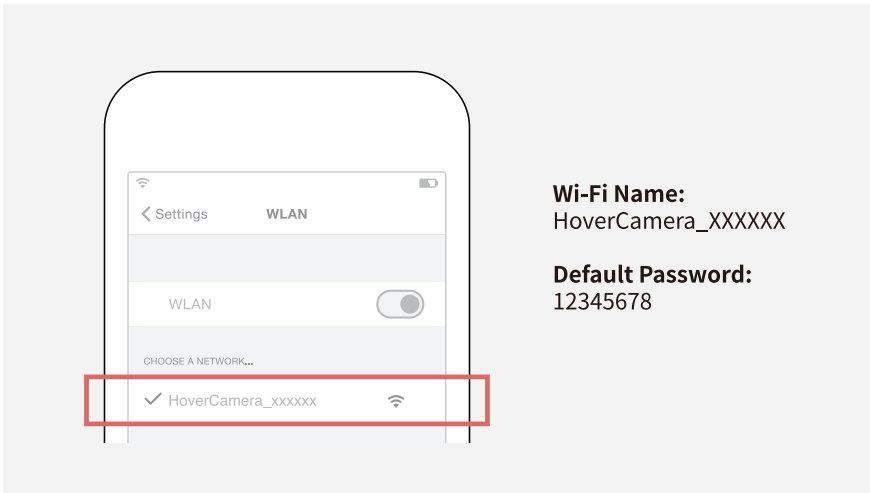 Settings
WLAN
WLAN
CHOOSE A NETWORK...
HoverCamera_xxxxxx
Wi-Fi Name:
HoverCamera_XXXXXX
Default Password:
12345678